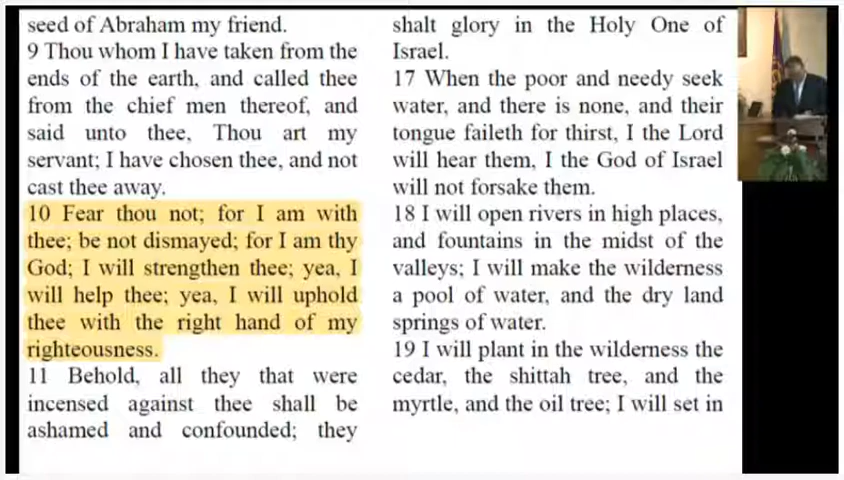 seed of Abraham my friend.
9 Thou whom I have taken from the
ends of the earth, and called thee
from the chief men thereof, and
said unto thee, Thou art my
servant; I have chosen thee, and not
cast thee away.
10 Fear thou not; for I am with
thee; be not dismayed; for I am thy
God; I will strengthen thee; yea, I
will help thee; yea, I will uphold
thee with the right hand of my
righteousness.
11 Behold, all they that were
incensed against thee shall be
ashamed and confounded; they
shalt glory in the Holy One of
Israel.
17 When the poor and needy seek
water, and there is none, and their
tongue faileth for thirst, I the Lord
will hear them, I the God of Israel
will not forsake them.
18 I will open rivers in high places,
and fountains in the midst of the
valleys; I will make the wilderness
a pool of water, and the dry land
springs of water.
19 I will plant in the wilderness the
cedar, the shittah tree, and the
myrtle, and the oil tree; I will set in